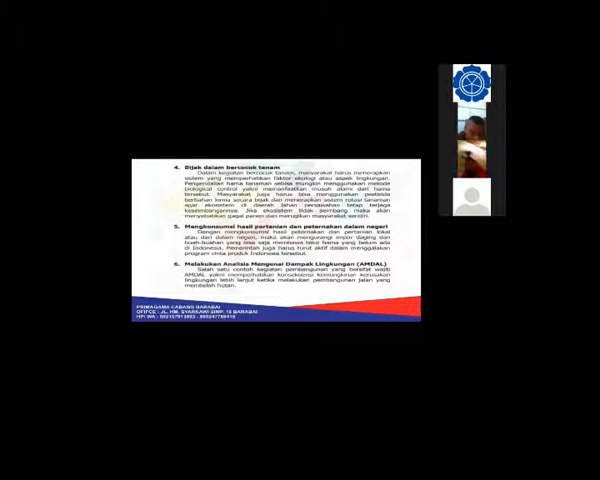 4. Bijak dalam bercocok tanam
Dalam kegiatan bercocok tanam, masyarakat harus menerapkan
sistem yang memperhatikan faktor ekologi atau aspek lingkungan.
Pengendalian hama tanaman sebisa mungkin menggunakan metode
biological control yakni memanfaatkan musuh alami dari hama
tersebut. Masyarakat juga harus bisa menggunakan pestisida
berbahan kimia secara bijak dan menerapkan sistem rotasi tanaman
agar ekosistem di daerah lahan persawahan tetap terjaga
keseimbangannya. Jika ekosistem tidak seimbang maka akan
menyebabkan gagal panen dan merugikan masyarakat sendiri.
5. Mengkonsumsi hasil pertanian dan peternakan dalam negeri
Dengan mengkonsumsi hasil peternakan dan pertanian lokal
atau dari dalam negeri, maka akan mengurangi impor daging dan
buah-buahan yang bisa saja membawa telur hama yang belum ada
di Indonesia. Pemerintah juga harus turut aktif dalam menggalakan
program cinta produk Indonesia tersebut.
6. Melakukan Analisis Mengenai Dampak Lingkungan (AMDAL)
Salah satu contoh kegiatan pembangunan yang bersifat wajib
AMDAL yakni memperhatikan konsekuensi kemungkinan kerusakan
lingkungan lebih lanjut ketika melakukan pembangunan jalan yang
membelah hutan.
PRIMAGAMA CABANG BARABAI